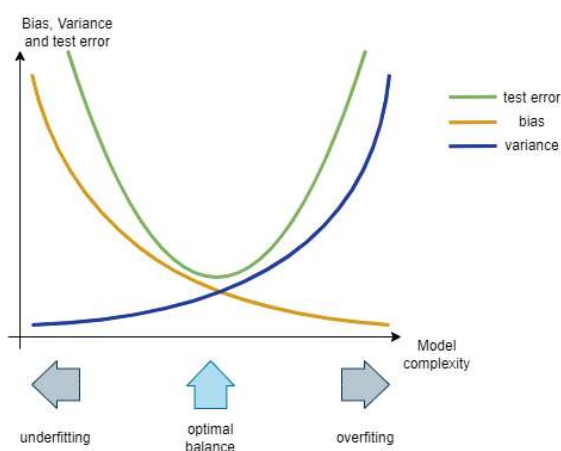 Bias, Variance
and test error
test error
bias
variance
Model
complexity
underfitting
optimal
balance
overfiting